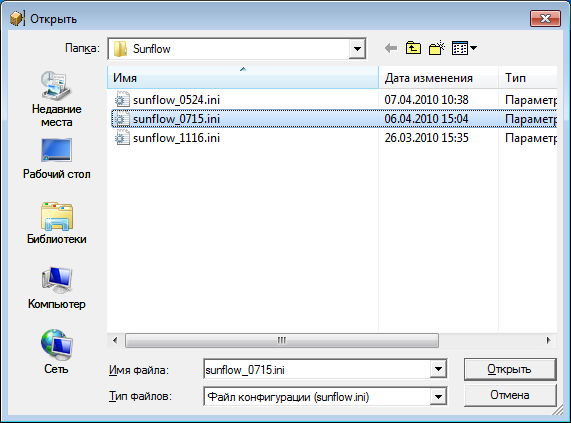 Открыть
Папка: Sunflow
Имя Дата изменения Тип
sunflow_0524.ini 07.04.2010 10:38 Параметр
sunflow_0715.ini 06.04.2010 15:04 Параметр
sunflow_1116.ini 26.03.2010 15:35 Параметр
Недавние
места
Рабочий стол
Библиотеки
Компьютер
Сеть
Имя файла: sunflow_0715.ini Открыть
Тип файлов: Файл конфигурации (sunflow.ini) Отмена